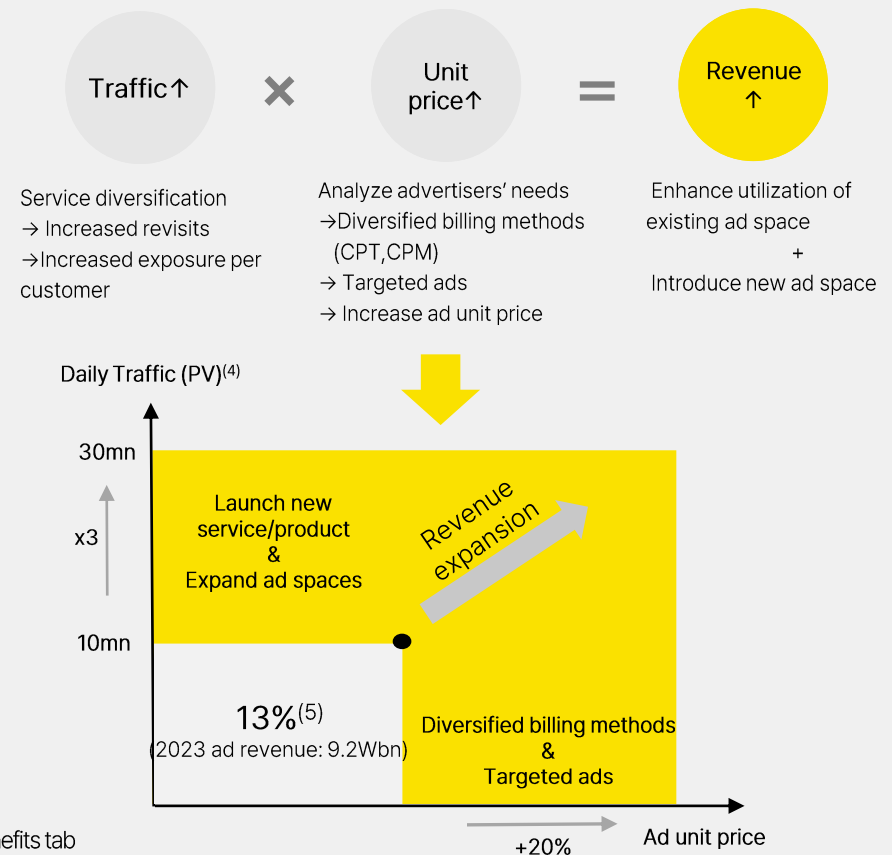 Traffic↑
×
Unit
price↑
=
Revenue
↑
Service diversification
→ Increased revisits
→Increased exposure per
customer
Analyze advertisers’ needs
→Diversified billing methods
(CPT,CPM)
→ Targeted ads
→ Increase ad unit price
Enhance utilization of
existing ad space
+
Introduce new ad space
Daily Traffic (PV)(4)
30mn
x3
10mn
Launch new
service/product
&
Expand ad spaces
Revenue
expansion
13%(5)
(2023 ad revenue: 9.2Wbn)
Diversified billing methods
&
Targeted ads
+20%
Ad unit price
efits tab